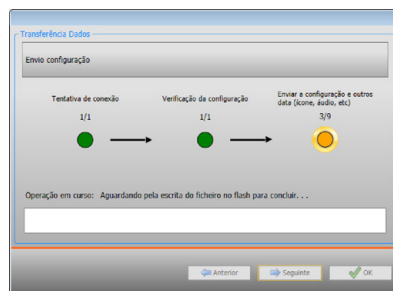 Transferência Dados
Envio configuração
Tentativa de conexão
Verificação da configuração
Enviar a configuração e outros
data (ícone, áudio, etc)
1/1
1/1
3/9
Operação em curso: Aguardando pela escrita do ficheiro no flash para concluir. . .
Anterior
Seguinte
OK